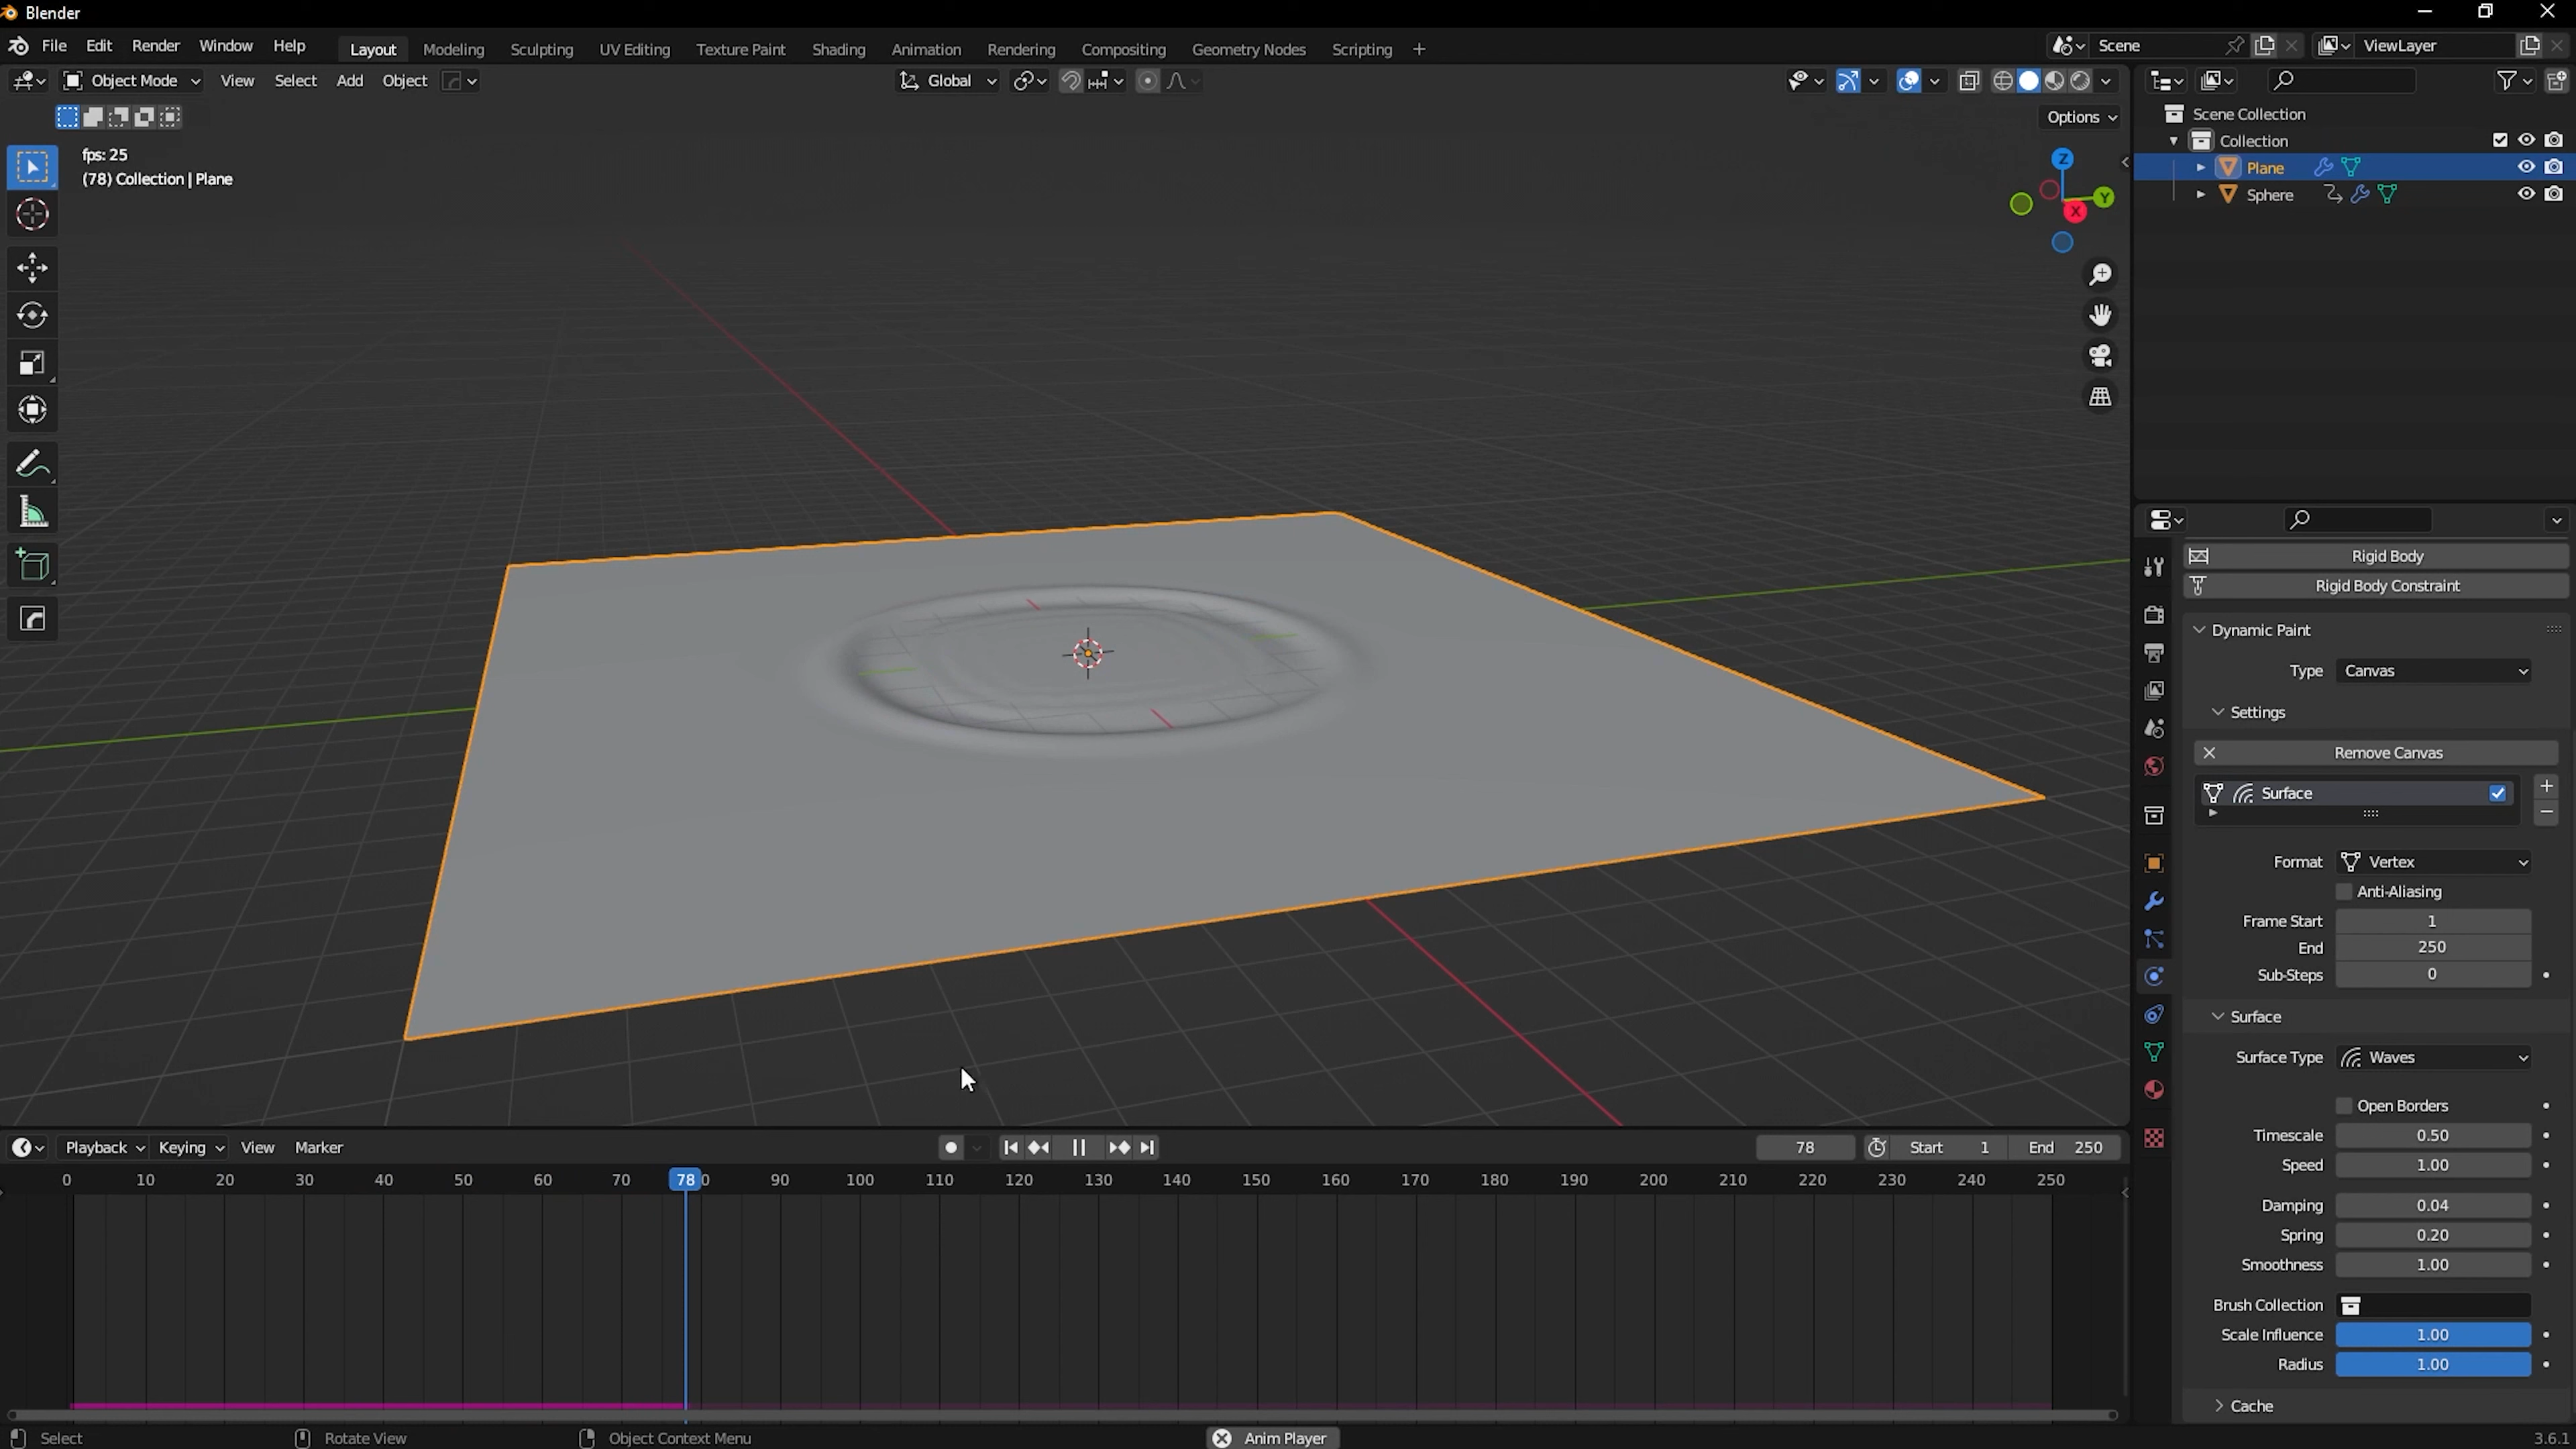 Blender
File Edit Render Window Help Layout Modeling Sculpting UV Editing Texture Paint Shading Animation Rendering Compositing Geometry Nodes Scripting + Scene ViewLayer
Object Mode View Select Add Object Global
Options
fps: 25
(78) Collection | Plane
Z
Y
X
Scene Collection
Collection
Plane
Sphere
Rigid Body
Rigid Body Constraint
Dynamic Paint
Type Canvas
Settings
Remove Canvas
Surface
Format Vertex
Anti-Aliasing
Frame Start 1
End 250
Sub-Steps 0
Surface
Surface Type Waves
Open Borders
Timescale 0.50
Speed 1.00
Damping 0.04
Spring 0.20
Smoothness 1.00
Brush Collection
Scale Influence 1.00
Radius 1.00
Cache
Playback Keying View Marker 78 Start 1 End 250
0 10 20 30 40 50 60 70 78 0 90 100 110 120 130 140 150 160 170 180 190 200 210 220 230 240 250
Select Rotate View Object Context Menu Anim Player 3.6.1